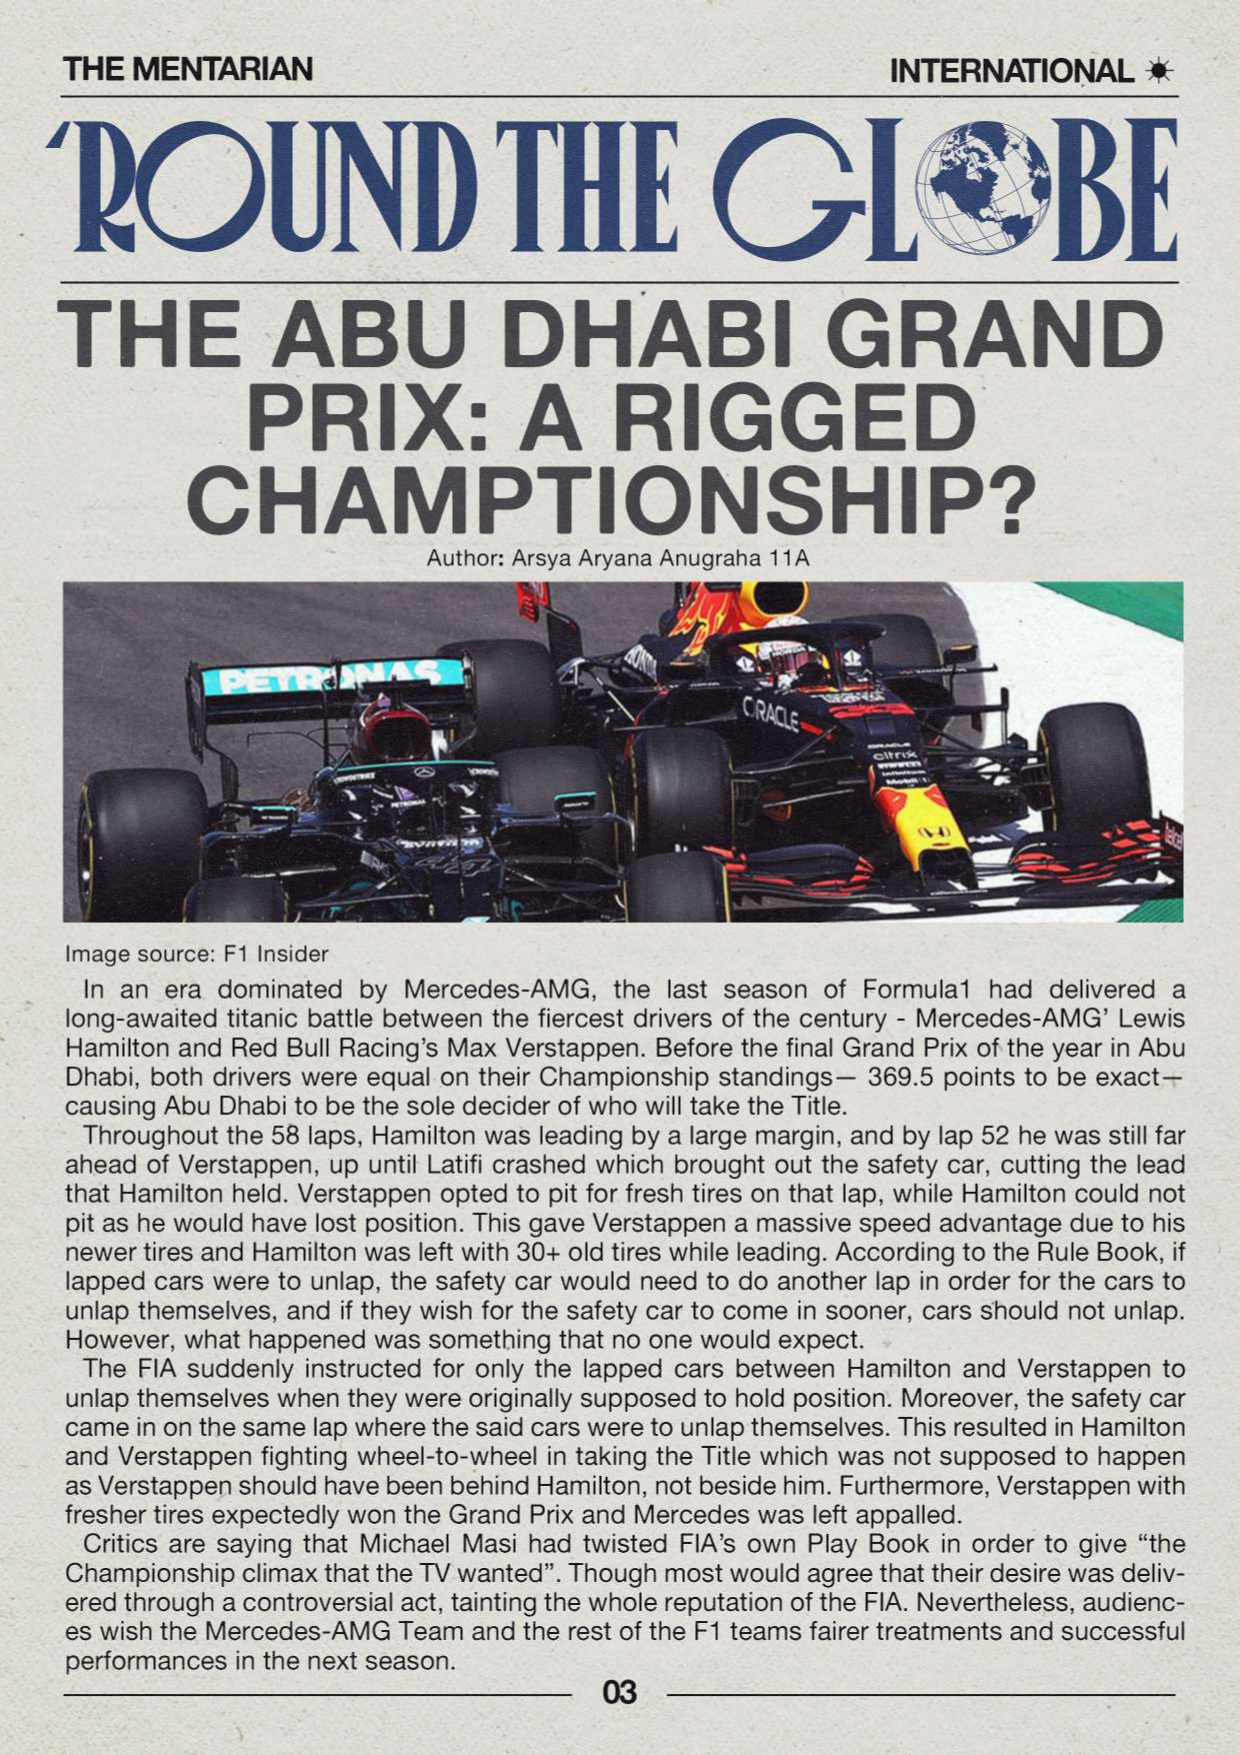 THE MENTARIAN
INTERNATIONAL
'ROUND THE GLOBE
THE ABU DHABI GRAND
PRIX: A RIGGED
CHAMPTIONSHIP?
Author: Arsya Aryana Anugraha 11A
PETRONAS
HONDA
ORACLE
ORACLE
citrix
Mobil 1
PETRONAS
44
Image source: F1 Insider
In an era dominated by Mercedes-AMG, the last season of Formula1 had delivered a
long-awaited titanic battle between the fiercest drivers of the century - Mercedes-AMG’ Lewis
Hamilton and Red Bull Racing’s Max Verstappen. Before the final Grand Prix of the year in Abu
Dhabi, both drivers were equal on their Championship standings— 369.5 points to be exact—
causing Abu Dhabi to be the sole decider of who will take the Title.
Throughout the 58 laps, Hamilton was leading by a large margin, and by lap 52 he was still far
ahead of Verstappen, up until Latifi crashed which brought out the safety car, cutting the lead
that Hamilton held. Verstappen opted to pit for fresh tires on that lap, while Hamilton could not
pit as he would have lost position. This gave Verstappen a massive speed advantage due to his
newer tires and Hamilton was left with 30+ old tires while leading. According to the Rule Book, if
lapped cars were to unlap, the safety car would need to do another lap in order for the cars to
unlap themselves, and if they wish for the safety car to come in sooner, cars should not unlap.
However, what happened was something that no one would expect.
The FIA suddenly instructed for only the lapped cars between Hamilton and Verstappen to
unlap themselves when they were originally supposed to hold position. Moreover, the safety car
came in on the same lap where the said cars were to unlap themselves. This resulted in Hamilton
and Verstappen fighting wheel-to-wheel in taking the Title which was not supposed to happen
as Verstappen should have been behind Hamilton, not beside him. Furthermore, Verstappen with
fresher tires expectedly won the Grand Prix and Mercedes was left appalled.
Critics are saying that Michael Masi had twisted FIA’s own Play Book in order to give “the
Championship climax that the TV wanted”. Though most would agree that their desire was deliv-
ered through a controversial act, tainting the whole reputation of the FIA. Nevertheless, audienc-
es wish the Mercedes-AMG Team and the rest of the F1 teams fairer treatments and successful
performances in the next season.
03